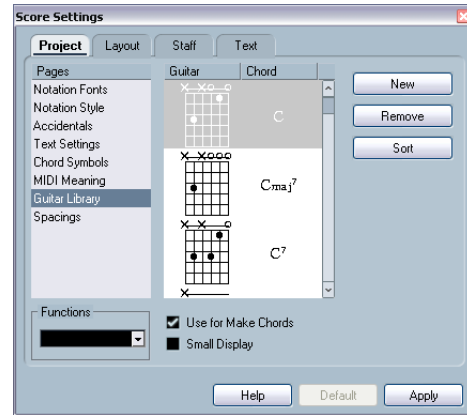 Score Settings
Project Layout Staff Text
Pages Guitar Chord
Notation Fonts
Notation Style
Accidentals
Text Settings
Chord Symbols
MIDI Meaning
Guitar Library
Spacings
C
Cmaj7
C7
New
Remove
Sort
Functions
Use for Make Chords
Small Display
Help Default Apply